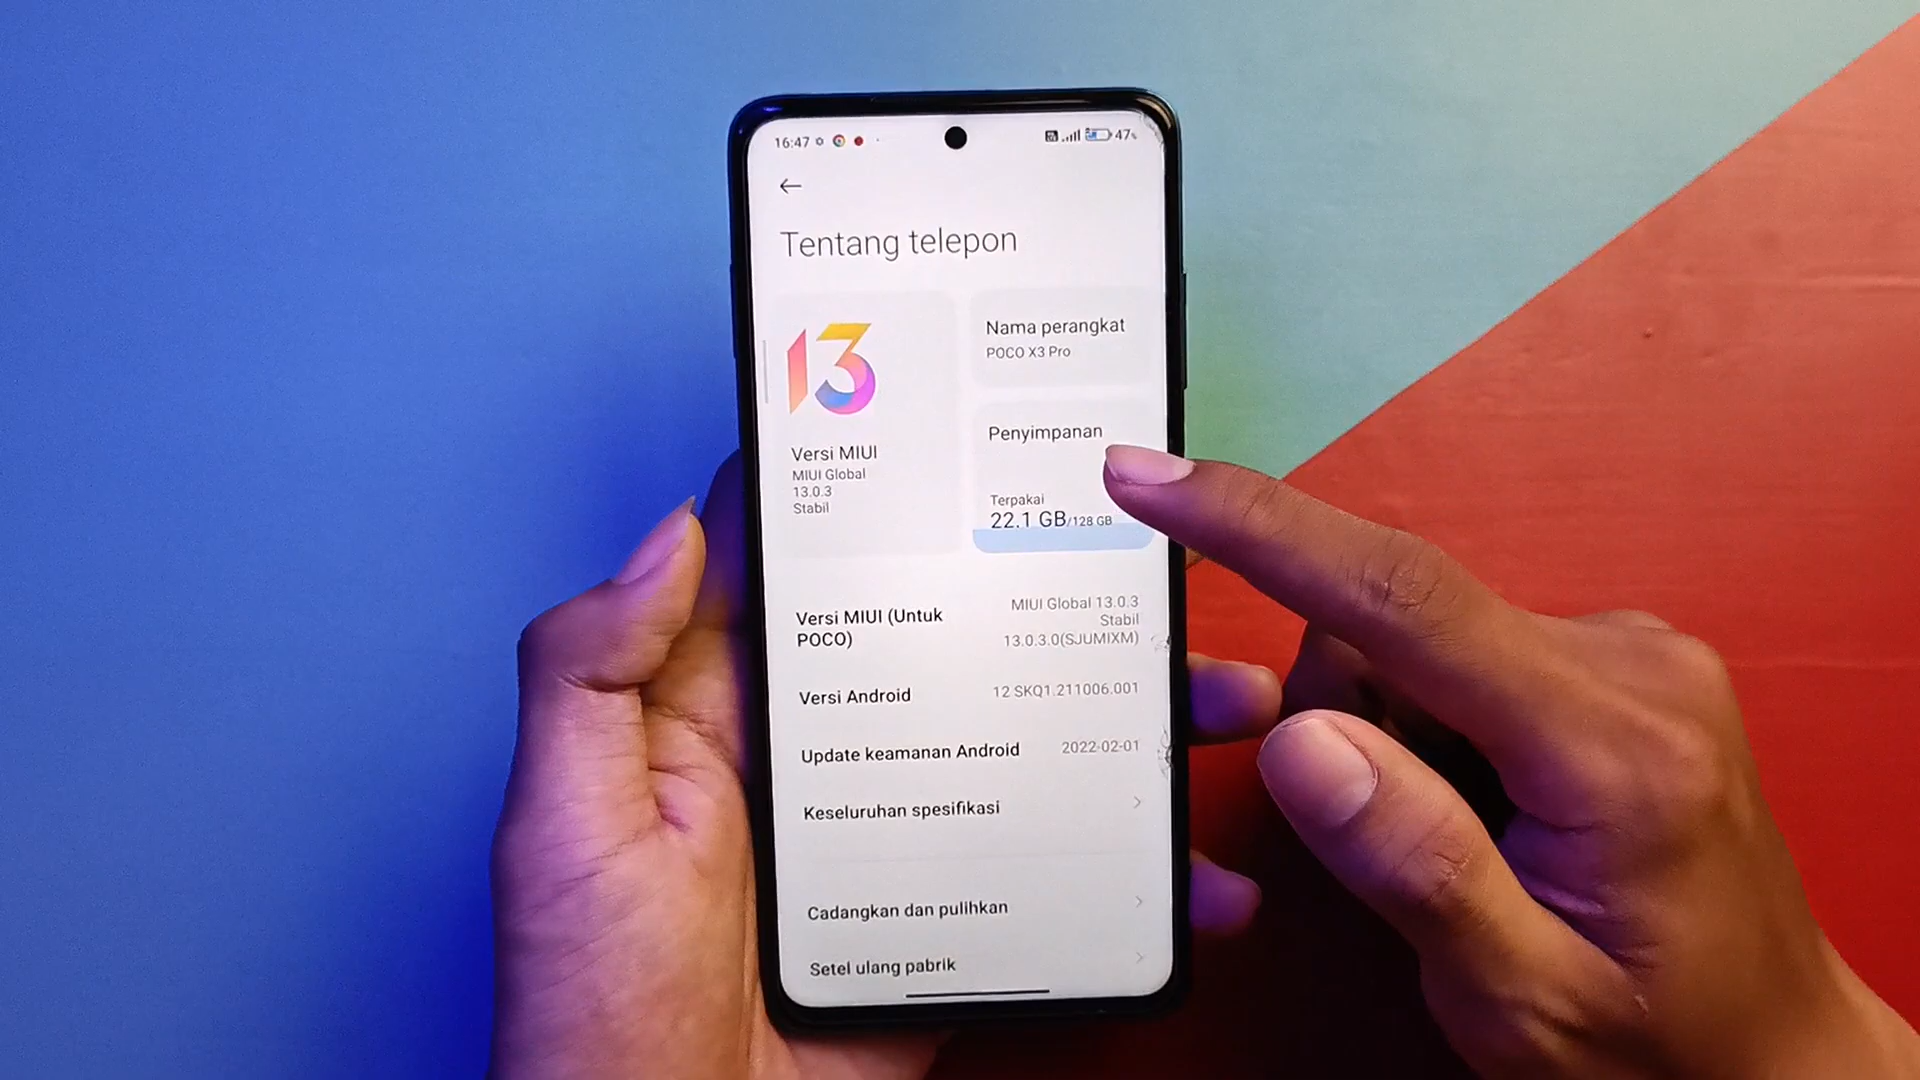 16:47
47%
Tentang telepon
13
Versi MIUI
MIUI Global
13.0.3
Stabil
Nama perangkat
POCO X3 Pro
Penyimpanan
Terpakai
22.1 GB/128 GB
Versi MIUI (Untuk
POCO)
MIUI Global 13.0.3
Stabil
13.0.3.0(SJUMIXM)
Versi Android
12 SKQ1.211006.001
Update keamanan Android
2022-02-01
Keseluruhan spesifikasi
Cadangkan dan pulihkan
Setel ulang pabrik